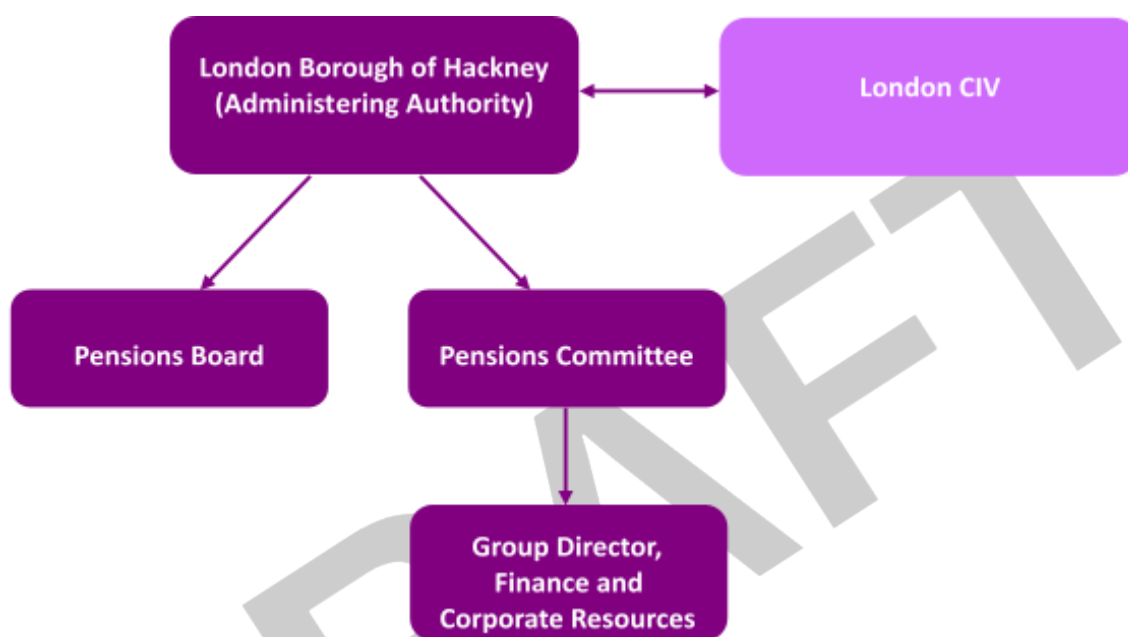 London Borough of Hackney
(Administering Authority)
London CIV
Pensions Board
Pensions Committee
Group Director,
Finance and
Corporate Resources
DRAFT